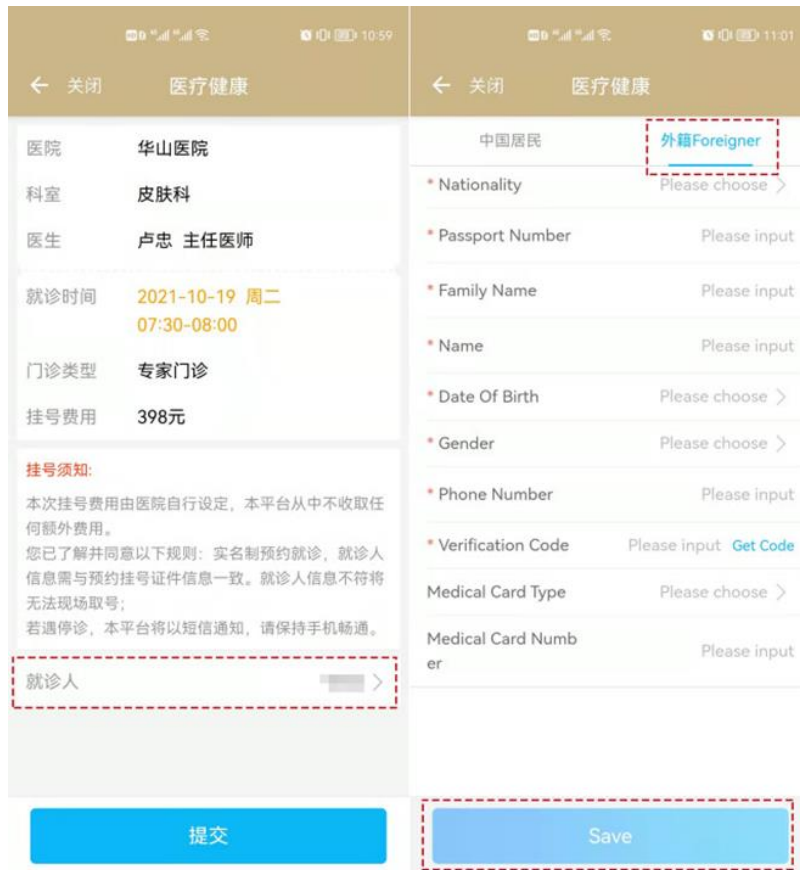 10:59
关闭
医疗健康
医院 华山医院
科室 皮肤科
医生 卢忠 主任医师
就诊时间 2021-10-19 周二
07:30-08:00
门诊类型 专家门诊
挂号费用 398元
挂号须知:
本次挂号费用由医院自行设定，本平台从中不收取任
何额外费用。
您已了解并同意以下规则：实名制预约就诊，就诊人
信息需与预约挂号证件信息一致。就诊人信息不符将
无法现场取号；
若遇停诊，本平台将以短信通知，请保持手机畅通。
就诊人
提交
11:01
关闭
医疗健康
中国居民 外籍Foreigner
* Nationality Please choose
* Passport Number Please input
* Family Name Please input
* Name Please input
* Date Of Birth Please choose
* Gender Please choose
* Phone Number Please input
* Verification Code Please input Get Code
Medical Card Type Please choose
Medical Card Numb
er Please input
Save